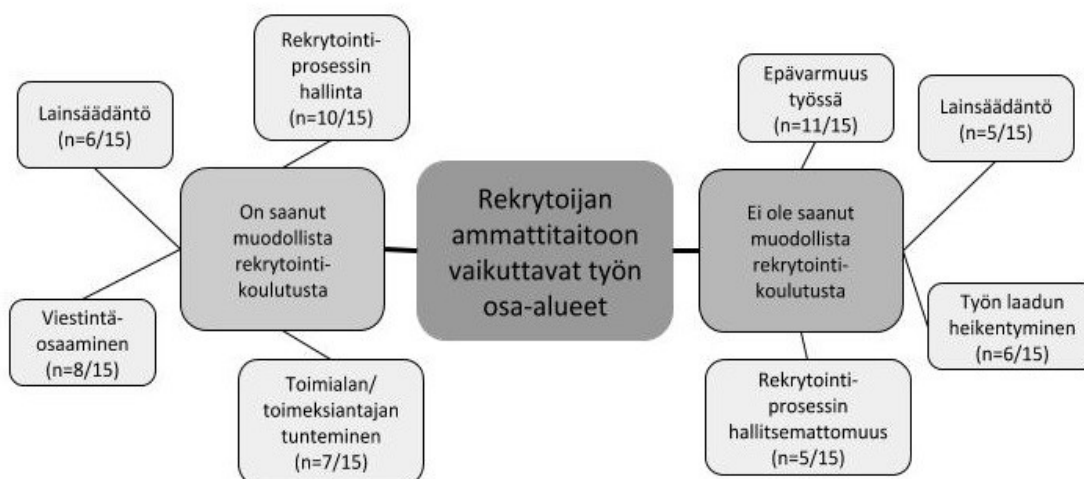 Rekrytointi-
prosessin
hallinta
(n=10/15)
Lainsäädäntö
(n=6/15)
On saanut
muodollista
rekrytointi-
koulutusta
Viestintä-
osaaminen
(n=8/15)
Toimialan/
toimeksiantajan
tunteminen
(n=7/15)
Rekrytoijan
ammattitaitoon
vaikuttavat työn
osa-alueet
Epävarmuus
työssä
(n=11/15)
Lainsäädäntö
(n=5/15)
Ei ole saanut
muodollista
rekrytointi-
koulutusta
Työn laadun
heikentyminen
(n=6/15)
Rekrytointi-
prosessin
hallitsemattomuus
(n=5/15)